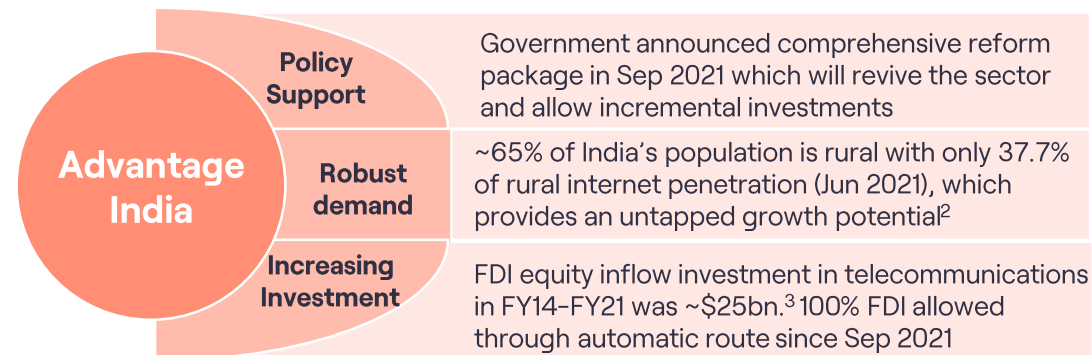 Advantage
India
Policy
Support
Government announced comprehensive reform
package in Sep 2021 which will revive the sector
and allow incremental investments
Robust
demand
~65% of India’s population is rural with only 37.7%
of rural internet penetration (Jun 2021), which
provides an untapped growth potential²
Increasing
Investment
FDI equity inflow investment in telecommunications
in FY14–FY21 was ~$25bn.³ 100% FDI allowed
through automatic route since Sep 2021